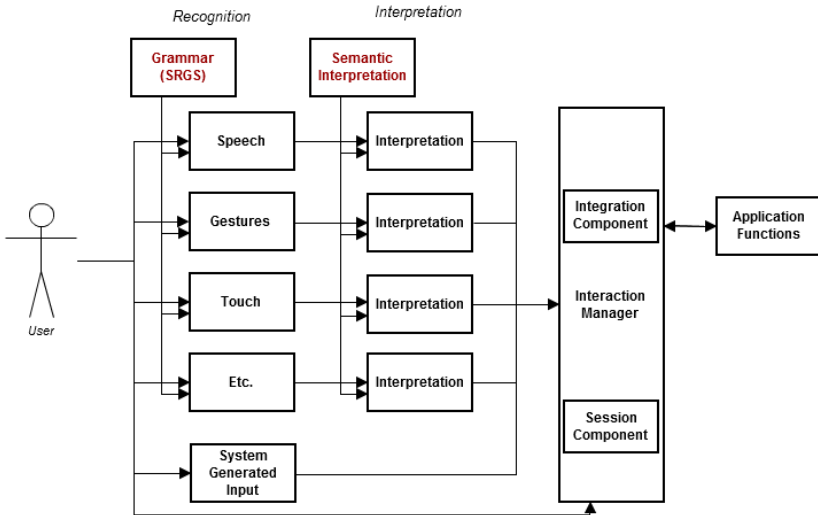 Recognition
Interpretation
Grammar
(SRGS)
Semantic
Interpretation
Speech
Interpretation
Gestures
Interpretation
Integration
Component
Application
Functions
Touch
Interpretation
Interaction
Manager
User
Etc.
Interpretation
Session
Component
System
Generated
Input